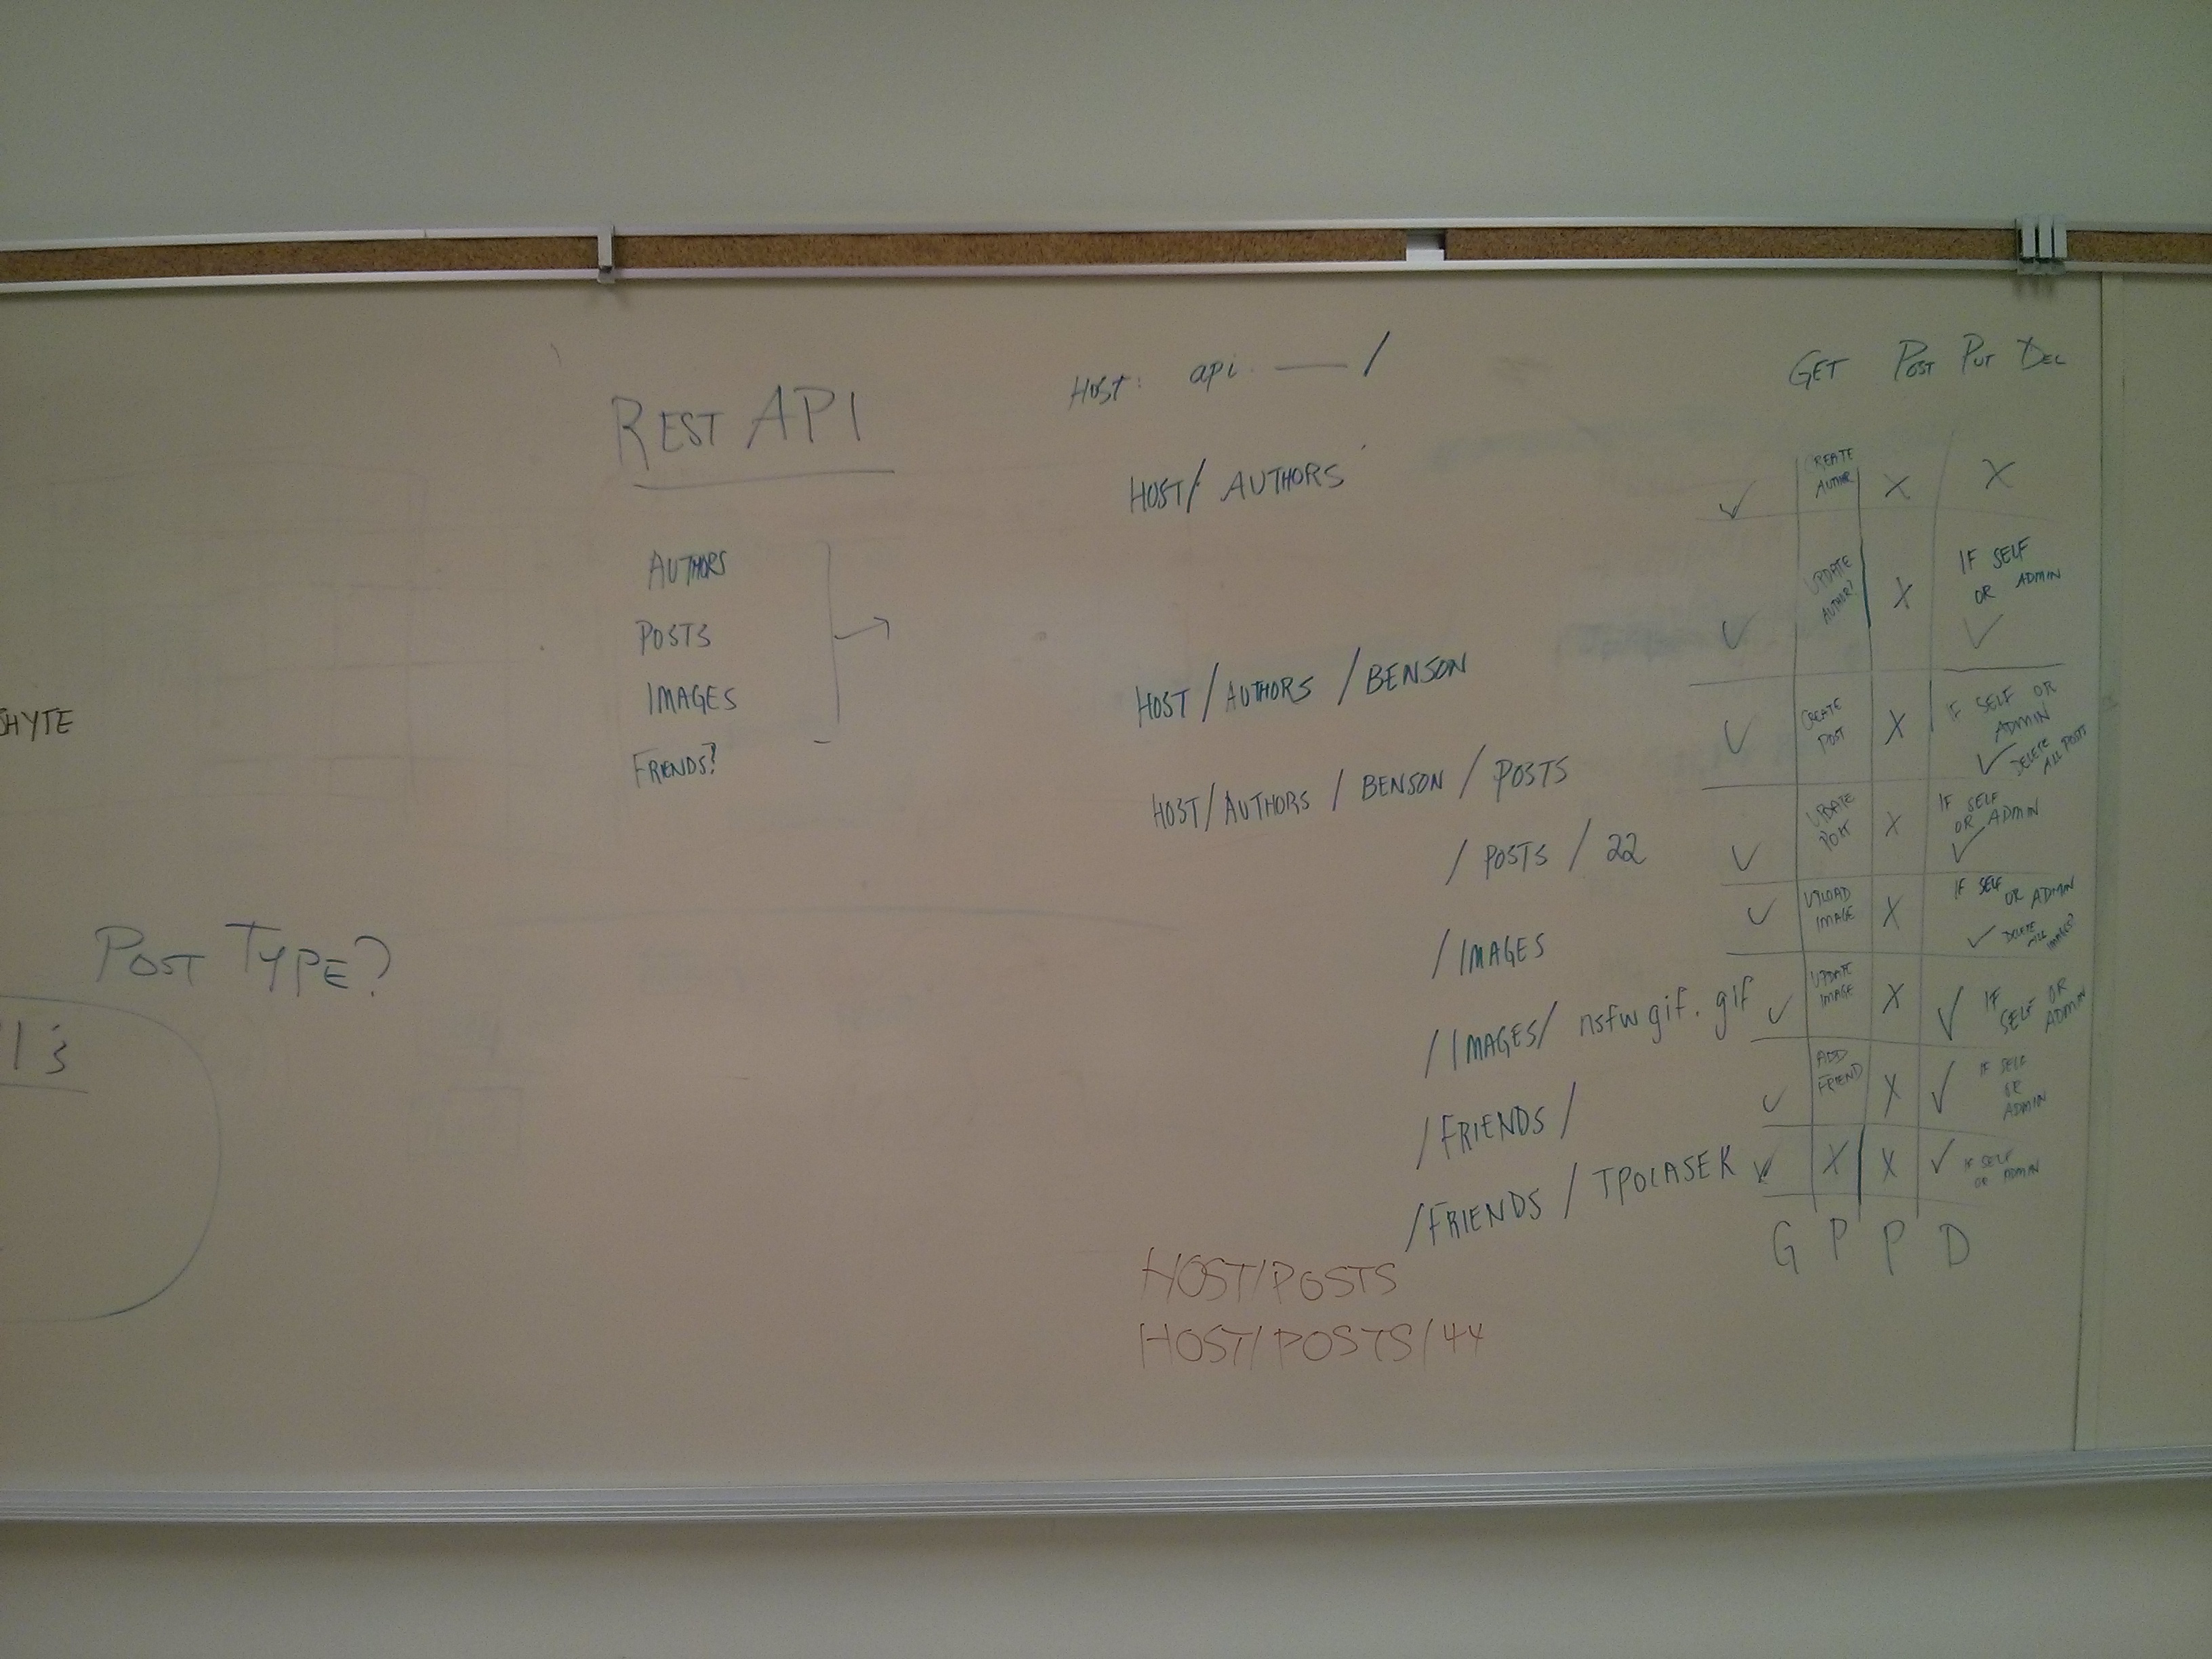 REST API
AUTHORS
POSTS
IMAGES
FRIENDS?
HYTE
POST TYPE?
HOST: api. —— /
HOST/ AUTHORS
HOST / AUTHORS / BENSON
HOST/ AUTHORS / BENSON / POSTS
/ POSTS / 22
/ IMAGES
/ IMAGES/ nsfwgif.gif
/ FRIENDS /
/FRIENDS / TPOLASEK
HOST/POSTS
HOST/POSTS/44
GET POST PUT DEL
✓ CREATE AUTHOR X X
✓ UPDATE AUTHOR? X IF SELF OR ADMIN ✓
✓ CREATE POST X IF SELF OR ADMIN ✓ DELETE ALL POSTS
✓ UPDATE POST X IF SELF OR ADMIN ✓
✓ UPLOAD IMAGE X IF SELF OR ADMIN ✓ DELETE ALL IMAGES?
✓ UPDATE IMAGE X ✓ IF SELF OR ADMIN
✓ ADD FRIEND X ✓ IF SELF OR ADMIN
✓ X X ✓ IF SELF OR ADMIN
G P P D